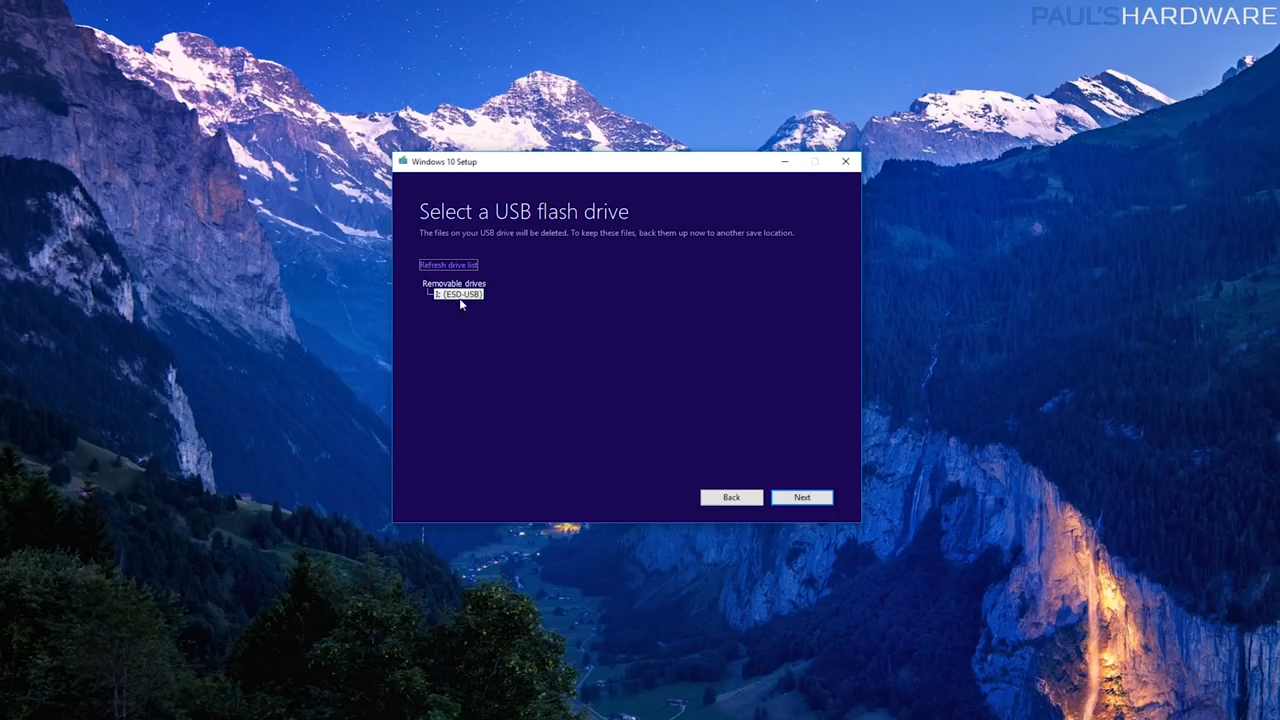 PAUL'SHARDWARE
Windows 10 Setup
Select a USB flash drive
The files on your USB drive will be deleted. To keep these files, back them up now to another save location.
Refresh drive list
Removable drives
I: (ESD-USB)
Back
Next